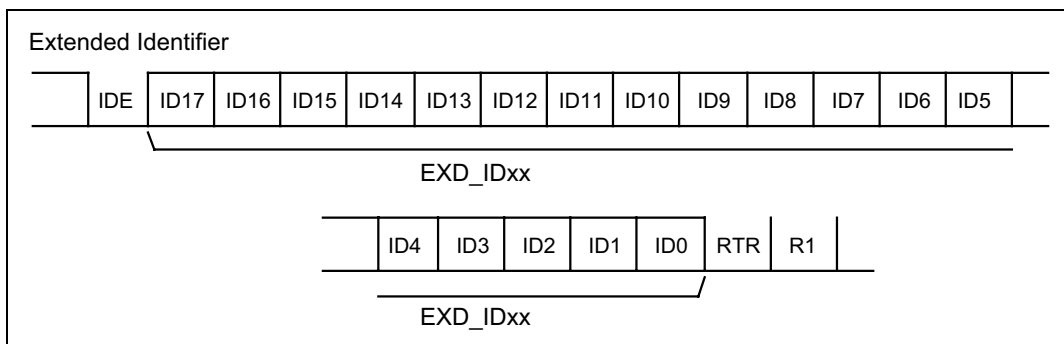 Extended Identifier
IDE ID17 ID16 ID15 ID14 ID13 ID12 ID11 ID10 ID9 ID8 ID7 ID6 ID5
EXD_IDxx
ID4 ID3 ID2 ID1 ID0 RTR R1
EXD_IDxx